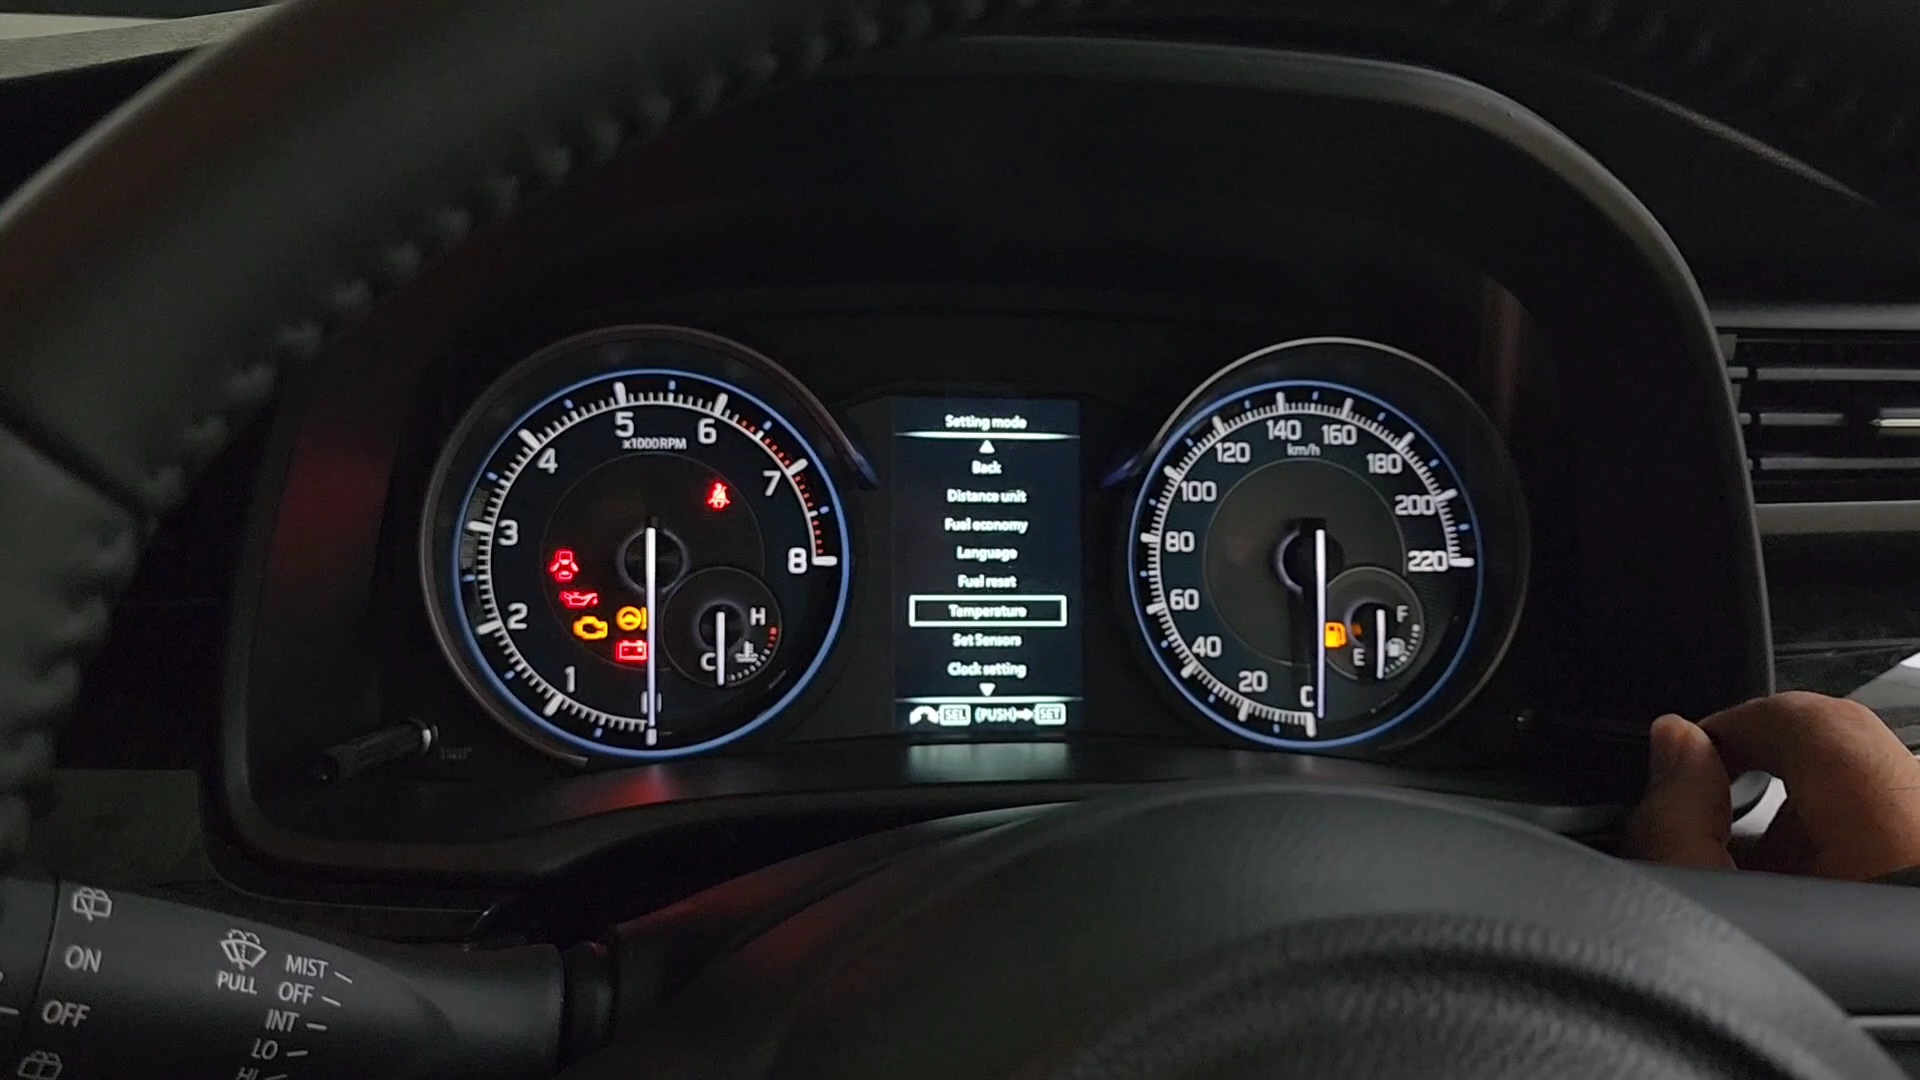 5
x1000RPM
6
4
7
3
8
2
H
C
1
Setting mode
Back
Distance unit
Fuel economy
Language
Fuel reset
Temperature
Set Sensors
Clock setting
SEL (PUSH) SET
140
160
120
km/h
180
100
200
80
220
60
F
40
E
20
ON
OFF
PULL
MIST
OFF
INT
LO
HI